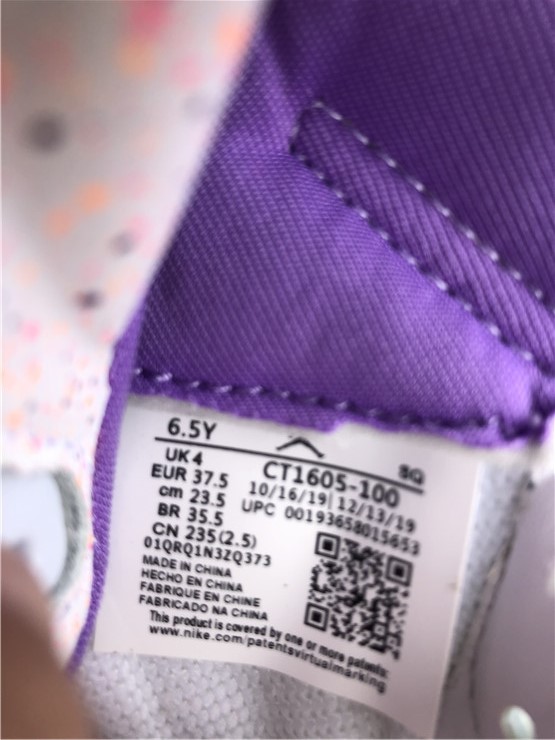 6.5Y
SQ
UK 4
EUR 37.5
cm 23.5
BR 35.5
CN 235(2.5)
01QRQ1N3ZQ373
CT1605-100
10/16/19|12/13/19
UPC 00193658015653
MADE IN CHINA
HECHO EN CHINA
FABRIQUE EN CHINE
FABRICADO NA CHINA
This product is covered by one or more patents:
www.nike.com/patentsvirtualmarking